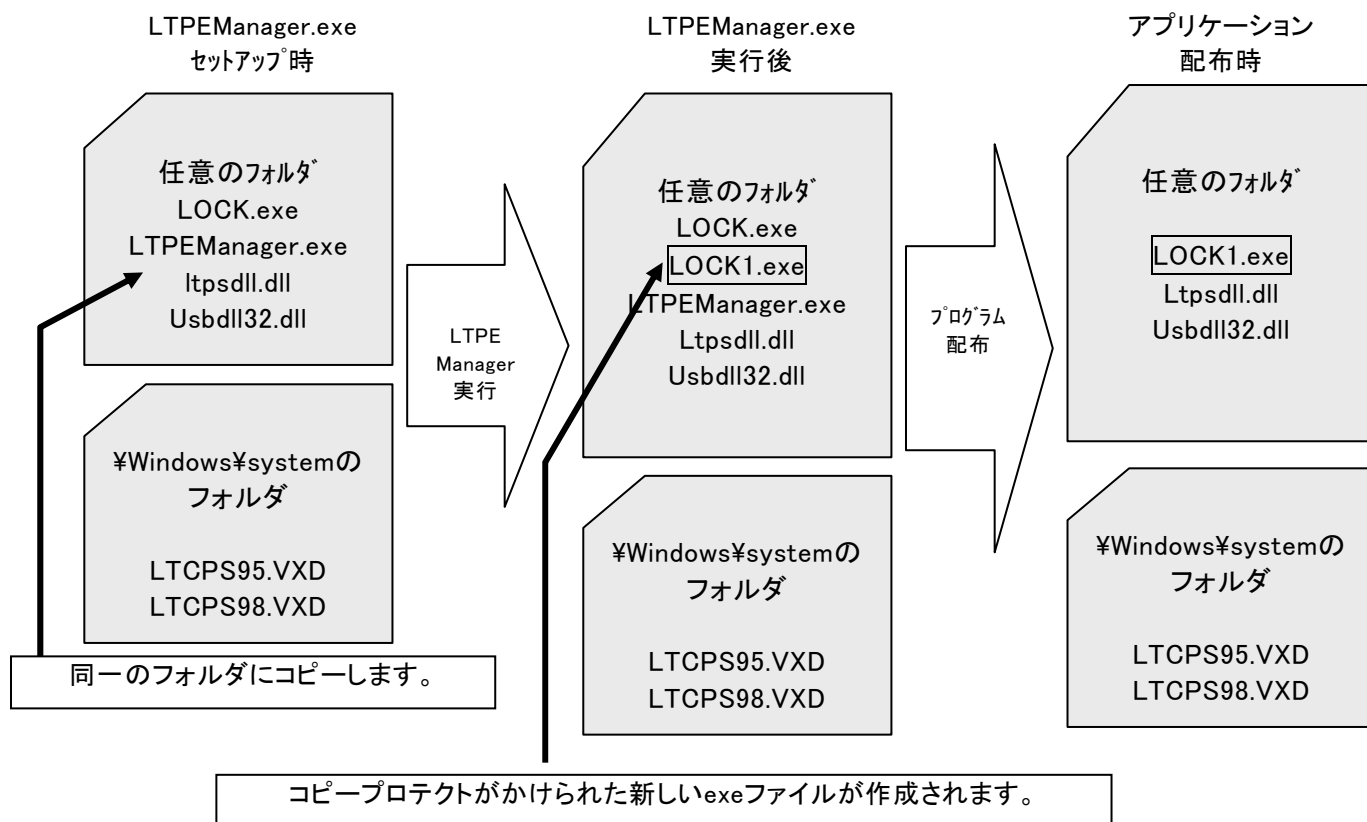 LTPEManager.exe
ｾｯﾄｱｯﾌﾟ時
任意のﾌｫﾙﾀﾞ
LOCK.exe
LTPEManager.exe
ltpsdll.dll
Usbdll32.dll
¥Windows¥systemの
フォルダ
LTCPS95.VXD
LTCPS98.VXD
同一のフォルダにコピーします。
LTPE
Manager
実行
LTPEManager.exe
実行後
任意のﾌｫﾙﾀﾞ
LOCK.exe
LOCK1.exe
LTPEManager.exe
Ltpsdll.dll
Usbdll32.dll
¥Windows¥systemの
フォルダ
LTCPS95.VXD
LTCPS98.VXD
コピープロテクトがかけられた新しいexeファイルが作成されます。
ﾌﾟﾛｸﾞﾗﾑ
配布
アプリケーション
配布時
任意のﾌｫﾙﾀﾞ
LOCK1.exe
Ltpsdll.dll
Usbdll32.dll
¥Windows¥systemの
フォルダ
LTCPS95.VXD
LTCPS98.VXD